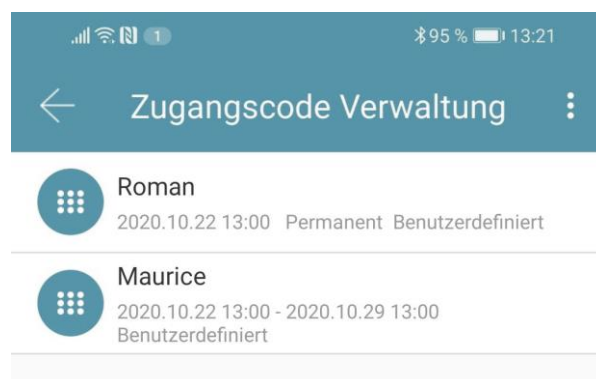 1 95 % 13:21
Zugangscode Verwaltung
Roman
2020.10.22 13:00 Permanent Benutzerdefiniert
Maurice
2020.10.22 13:00 - 2020.10.29 13:00
Benutzerdefiniert